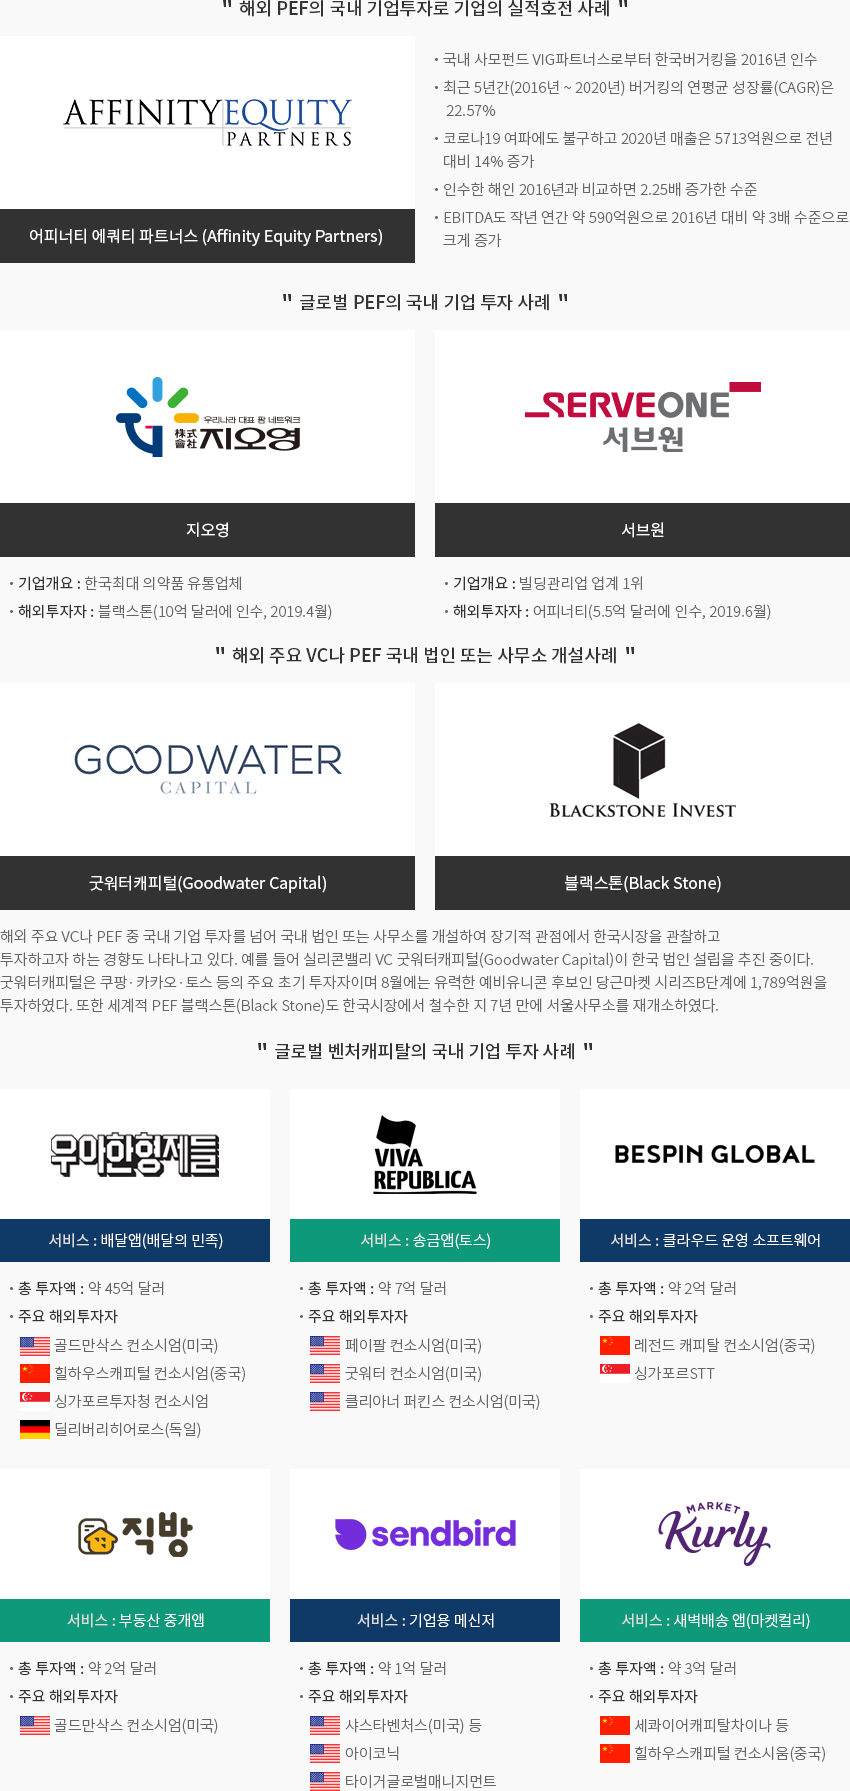 " 해외 PEF의 국내 기업투자로 기업의 실적호전 사례 "
AFFINITY EQUITY
PARTNERS
어피너티 에쿼티 파트너스 (Affinity Equity Partners)
• 국내 사모펀드 VIG파트너스로부터 한국버거킹을 2016년 인수
• 최근 5년간(2016년 ~ 2020년) 버거킹의 연평균 성장률(CAGR)은
22.57%
• 코로나19 여파에도 불구하고 2020년 매출은 5713억원으로 전년
대비 14% 증가
• 인수한 해인 2016년과 비교하면 2.25배 증가한 수준
• EBITDA도 작년 연간 약 590억원으로 2016년 대비 약 3배 수준으로
크게 증가
" 글로벌 PEF의 국내 기업 투자 사례 "
우리나라 대표 팜 네트워크
株式會社 지오영
지오영
• 기업개요 : 한국최대 의약품 유통업체
• 해외투자자 : 블랙스톤(10억 달러에 인수, 2019.4월)
SERVEONE
서브원
서브원
• 기업개요 : 빌딩관리업 업계 1위
• 해외투자자 : 어피너티(5.5억 달러에 인수, 2019.6월)
" 해외 주요 VC나 PEF 국내 법인 또는 사무소 개설사례 "
GOODWATER
CAPITAL
굿워터캐피털(Goodwater Capital)
BLACKSTONE INVEST
블랙스톤(Black Stone)
해외 주요 VC나 PEF 중 국내 기업 투자를 넘어 국내 법인 또는 사무소를 개설하여 장기적 관점에서 한국시장을 관찰하고
투자하고자 하는 경향도 나타나고 있다. 예를 들어 실리콘밸리 VC 굿워터캐피털(Goodwater Capital)이 한국 법인 설립을 추진 중이다.
굿워터캐피털은 쿠팡·카카오·토스 등의 주요 초기 투자자이며 8월에는 유력한 예비유니콘 후보인 당근마켓 시리즈B단계에 1,789억원을
투자하였다. 또한 세계적 PEF 블랙스톤(Black Stone)도 한국시장에서 철수한 지 7년 만에 서울사무소를 재개소하였다.
" 글로벌 벤처캐피탈의 국내 기업 투자 사례 "
우아한형제들
서비스 : 배달앱(배달의 민족)
• 총 투자액 : 약 45억 달러
• 주요 해외투자자
골드만삭스 컨소시엄(미국)
힐하우스캐피털 컨소시엄(중국)
싱가포르투자청 컨소시엄
딜리버리히어로스(독일)
VIVA
REPUBLICA
서비스 : 송금앱(토스)
• 총 투자액 : 약 7억 달러
• 주요 해외투자자
페이팔 컨소시엄(미국)
굿워터 컨소시엄(미국)
클리아너 퍼킨스 컨소시엄(미국)
BESPIN GLOBAL
서비스 : 클라우드 운영 소프트웨어
• 총 투자액 : 약 2억 달러
• 주요 해외투자자
레전드 캐피탈 컨소시엄(중국)
싱가포르STT
직방
서비스 : 부동산 중개앱
• 총 투자액 : 약 2억 달러
• 주요 해외투자자
골드만삭스 컨소시엄(미국)
sendbird
서비스 : 기업용 메신저
• 총 투자액 : 약 1억 달러
• 주요 해외투자자
샤스타벤처스(미국) 등
아이코닉
타이거글로벌매니지먼트
MARKET
Kurly
서비스 : 새벽배송 앱(마켓컬리)
• 총 투자액 : 약 3억 달러
• 주요 해외투자자
세콰이어캐피탈차이나 등
힐하우스캐피털 컨소시움(중국)